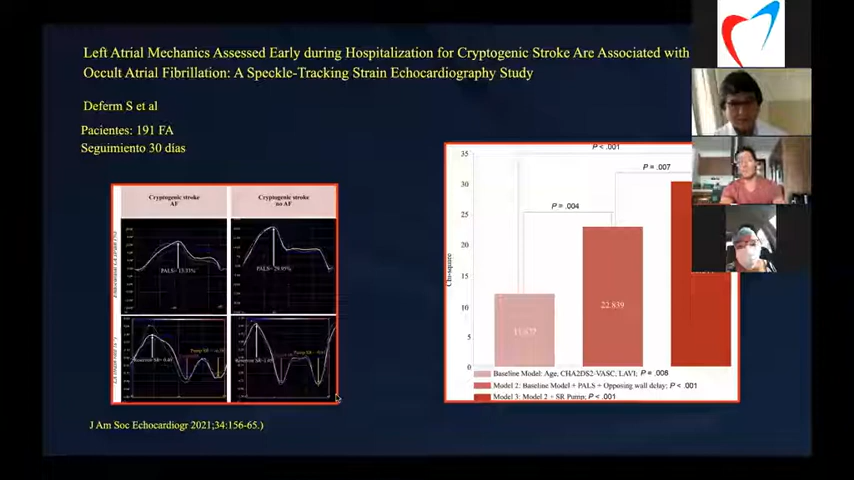 Left Atrial Mechanics Assessed Early during Hospitalization for Cryptogenic Stroke Are Associated with
Occult Atrial Fibrillation: A Speckle-Tracking Strain Echocardiography Study
Deferm S et al
Pacientes: 191 FA
Seguimiento 30 días
Cryptogenic stroke
AF
Cryptogenic stroke
no AF
PALS=
PALS=
P < .001
P = .007
P = .004
35
30
25
20
15
10
5
0
Chi-square
22.839
Baseline Model: Age, CHA2DS2-VASC, LAVI; P = .008
Model 2: Baseline Model + PALS + Opposing wall delay; P < .001
Model 3: Model 2 + SR Pump; P < .001
J Am Soc Echocardiogr 2021;34:156-65.)